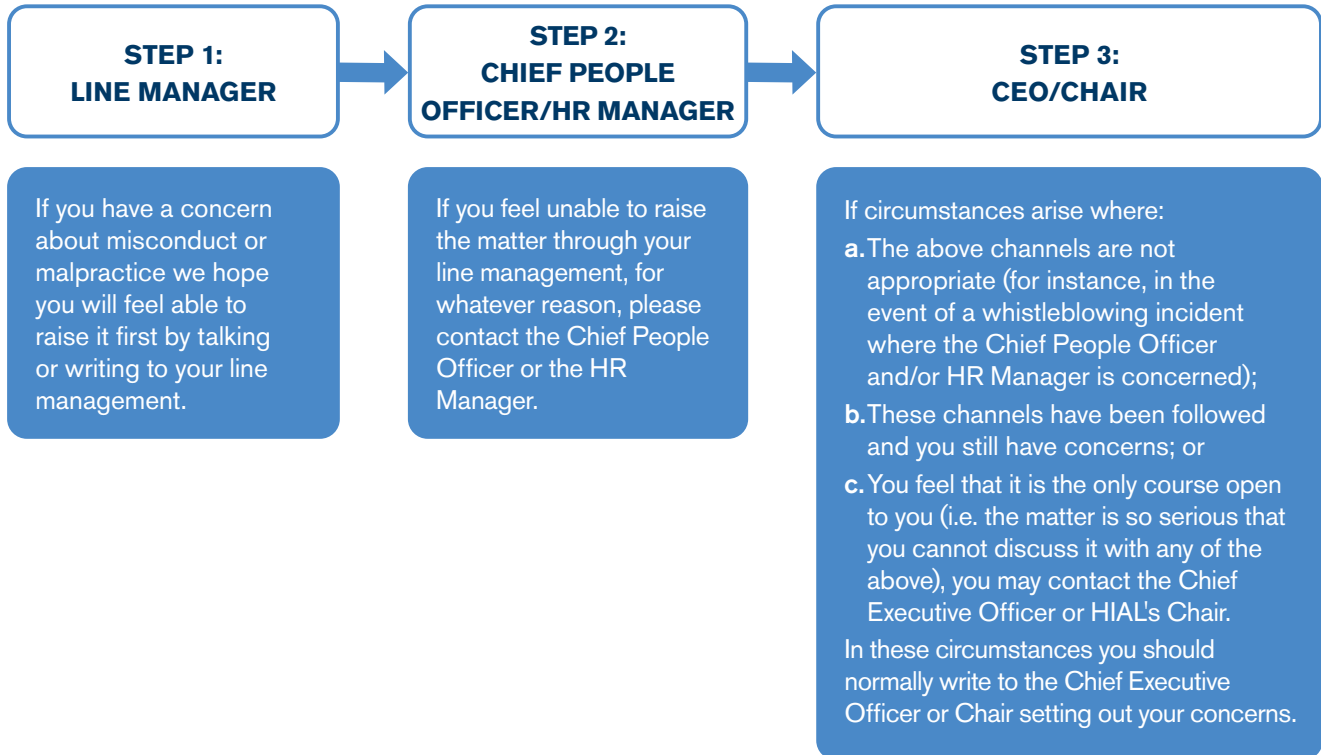 STEP 1:
LINE MANAGER
STEP 2:
CHIEF PEOPLE
OFFICER/HR MANAGER
STEP 3:
CEO/CHAIR
If you have a concern
about misconduct or
malpractice we hope
you will feel able to
raise it first by talking
or writing to your line
management.
If you feel unable to raise
the matter through your
line management, for
whatever reason, please
contact the Chief People
Officer or the HR
Manager.
If circumstances arise where:
a. The above channels are not
appropriate (for instance, in the
event of a whistleblowing incident
where the Chief People Officer
and/or HR Manager is concerned);
b. These channels have been followed
and you still have concerns; or
c. You feel that it is the only course open
to you (i.e. the matter is so serious that
you cannot discuss it with any of the
above), you may contact the Chief
Executive Officer or HIAL's Chair.
In these circumstances you should
normally write to the Chief Executive
Officer or Chair setting out your concerns.